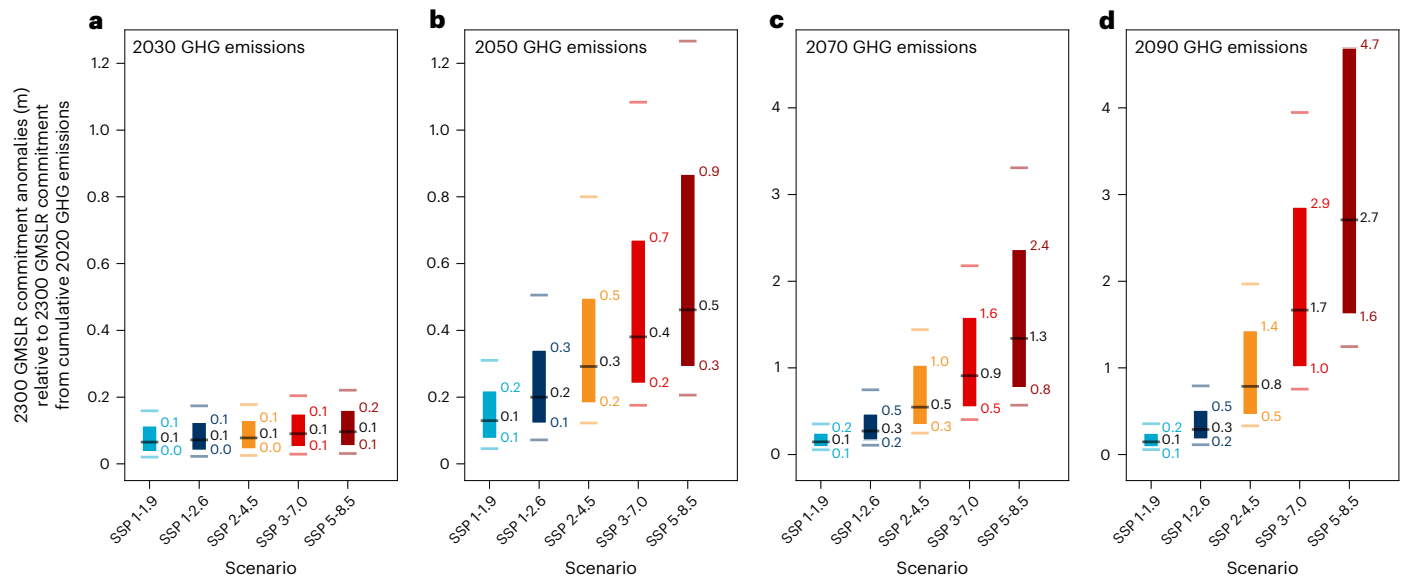 a
2030 GHG emissions
2300 GMSLR commitment anomalies (m)
relative to 2300 GMSLR commitment
from cumulative 2020 GHG emissions
1.2
1.0
0.8
0.6
0.4
0.2
0
0.1
0.1
0.0
0.1
0.1
0.0
0.1
0.1
0.0
0.1
0.1
0.1
0.2
0.1
0.1
SSP 1-1.9
SSP 1-2.6
SSP 2-4.5
SSP 3-7.0
SSP 5-8.5
Scenario
b
2050 GHG emissions
1.2
1.0
0.8
0.6
0.4
0.2
0
0.2
0.1
0.1
0.3
0.2
0.1
0.5
0.3
0.2
0.7
0.4
0.2
0.9
0.5
0.3
SSP 1-1.9
SSP 1-2.6
SSP 2-4.5
SSP 3-7.0
SSP 5-8.5
Scenario
c
2070 GHG emissions
4
3
2
1
0
0.2
0.1
0.1
0.5
0.3
0.2
1.0
0.5
0.3
1.6
0.9
0.5
2.4
1.3
0.8
SSP 1-1.9
SSP 1-2.6
SSP 2-4.5
SSP 3-7.0
SSP 5-8.5
Scenario
d
2090 GHG emissions
4
3
2
1
0
0.2
0.1
0.1
0.5
0.3
0.2
1.4
0.8
0.5
2.9
1.7
1.0
4.7
2.7
1.6
SSP 1-1.9
SSP 1-2.6
SSP 2-4.5
SSP 3-7.0
SSP 5-8.5
Scenario